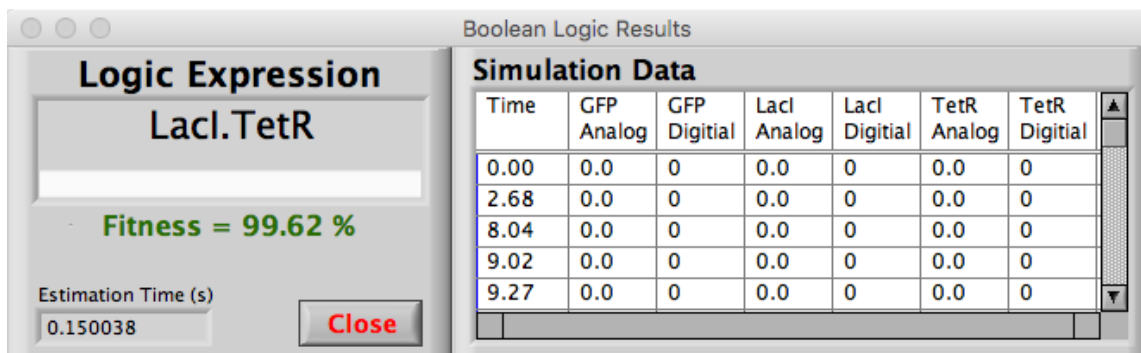 Boolean Logic Results
Logic Expression
LacI.TetR
Fitness = 99.62 %
Estimation Time (s)
0.150038
Close
Simulation Data
Time GFP Analog GFP Digitial LacI Analog LacI Digitial TetR Analog TetR Digitial
0.00 0.0 0 0.0 0 0.0 0
2.68 0.0 0 0.0 0 0.0 0
8.04 0.0 0 0.0 0 0.0 0
9.02 0.0 0 0.0 0 0.0 0
9.27 0.0 0 0.0 0 0.0 0